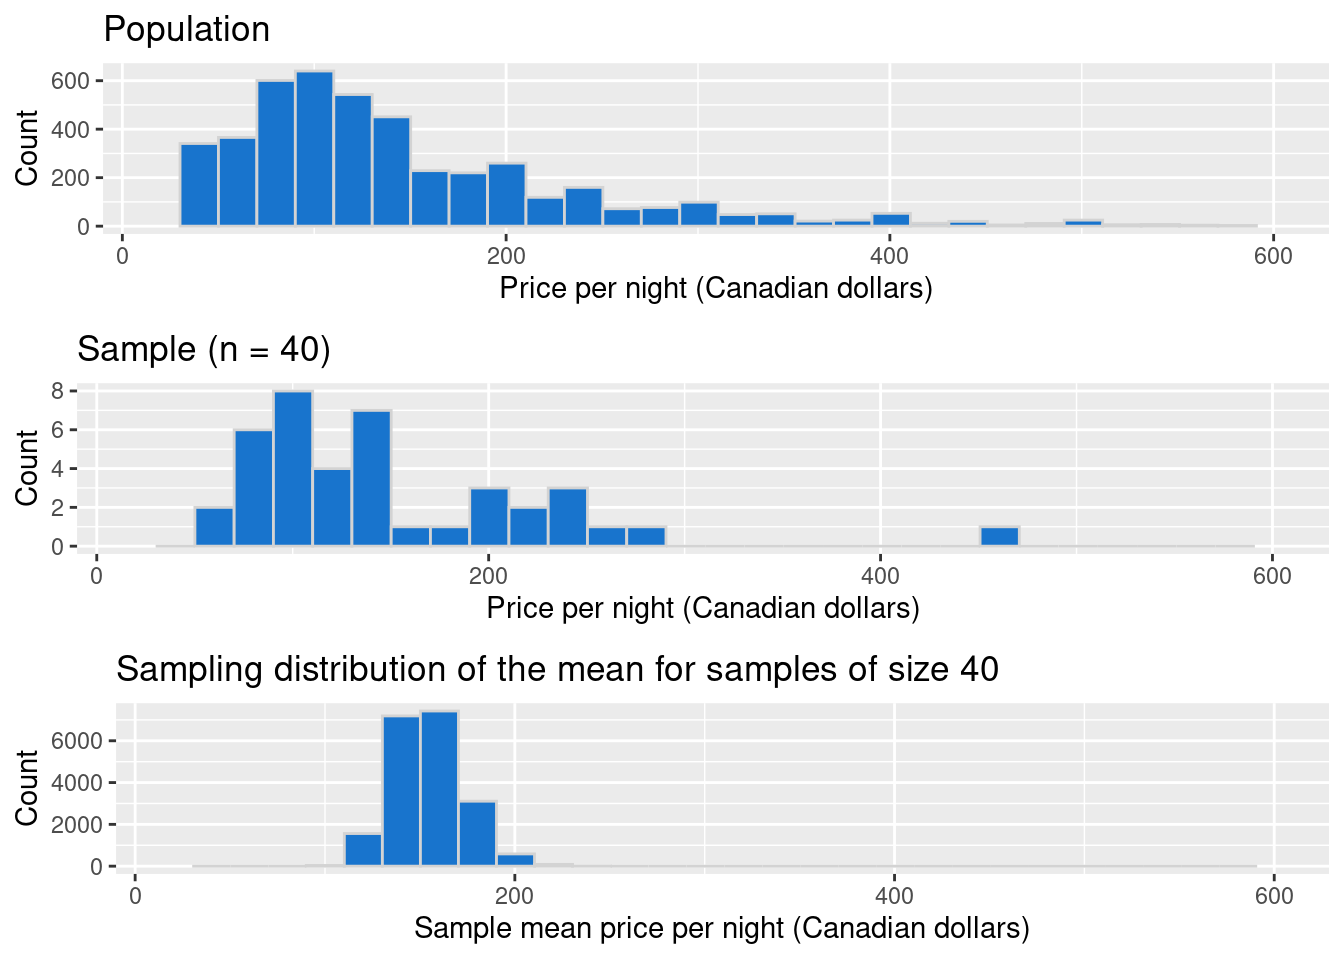 Population
600
400
200
0
Count
0 200 400 600
Price per night (Canadian dollars)
Sample (n = 40)
8
6
4
2
0
Count
0 200 400 600
Price per night (Canadian dollars)
Sampling distribution of the mean for samples of size 40
6000
4000
2000
0
Count
0 200 400 600
Sample mean price per night (Canadian dollars)